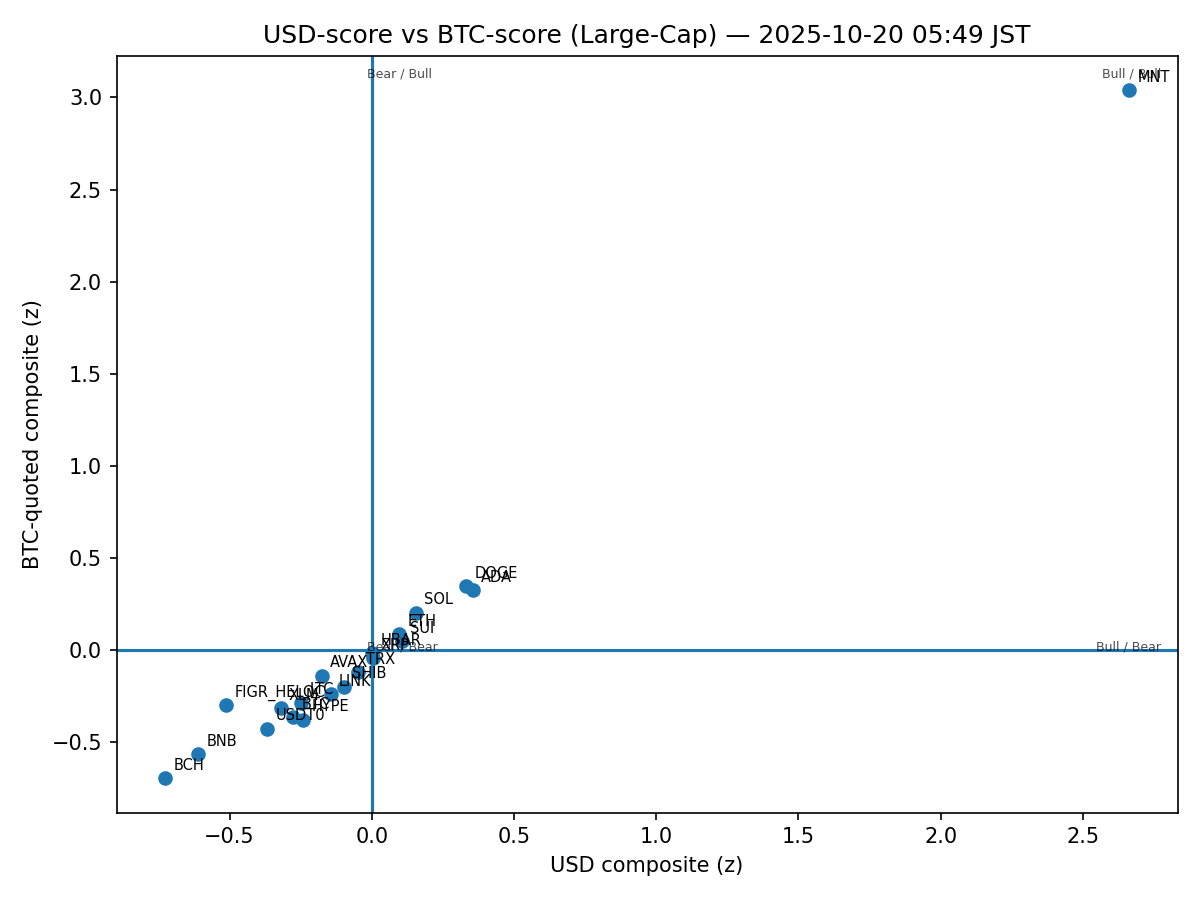 USD-score vs BTC-score (Large-Cap) — 2025-10-20 05:49 JST
Bear / Bull
Bull / Bull
MNT
3.0
2.5
2.0
1.5
1.0
0.5
0.0
−0.5
BTC-quoted composite (z)
DOGE
ADA
SOL
ETH
SUI
HBAR
XRP
Bear / Bear
Bull / Bear
TRX
AVAX
SHIB
LINK
LTC
FIGR_HELOC
XLM
HYPE
USDT0
BNB
BCH
−0.5
0.0
0.5
1.0
1.5
2.0
2.5
USD composite (z)